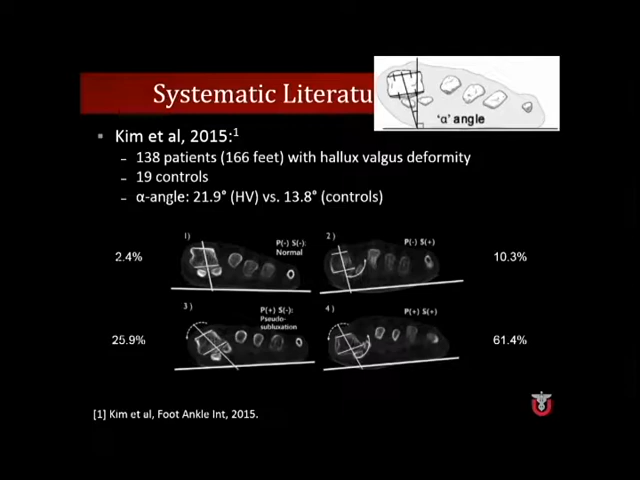 Systematic Literatu
'α' angle
▪ Kim et al, 2015:1
– 138 patients (166 feet) with hallux valgus deformity
– 19 controls
– α-angle: 21.9° (HV) vs. 13.8° (controls)
1) P(-) S(-): Normal
2.4%
2) P(-) S(+)
10.3%
3) P(+) S(-): Pseudo-subluxation
25.9%
4) P(+) S(+)
61.4%
[1] Kim et al, Foot Ankle Int, 2015.